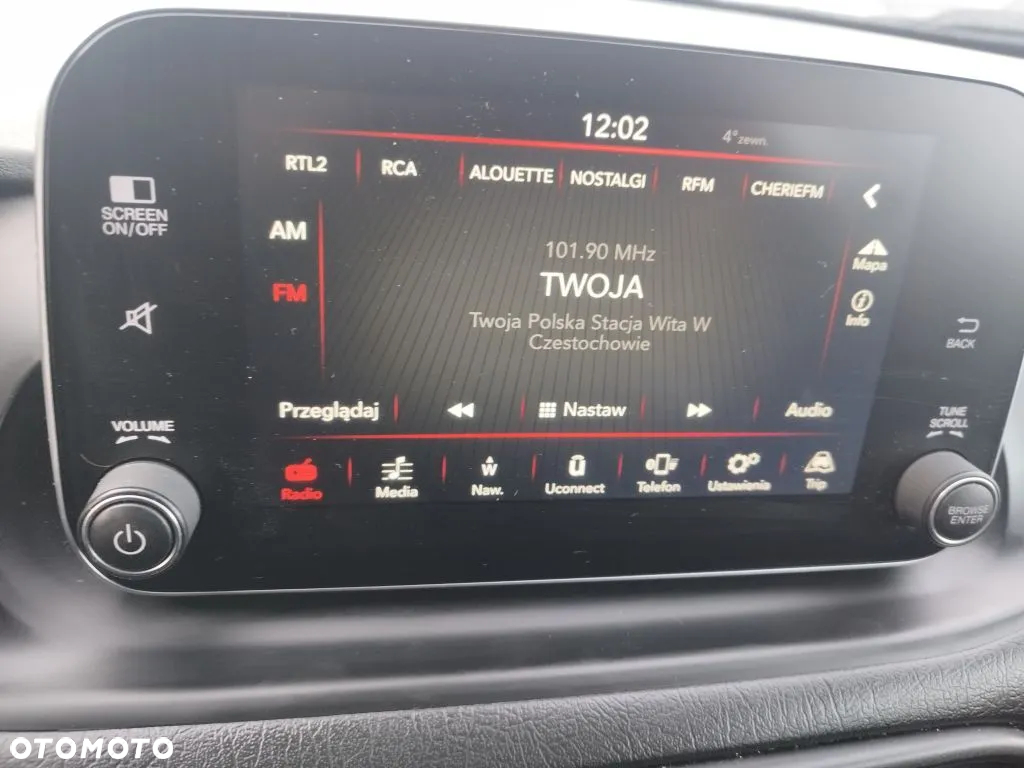 12:02
4° zewn.
RTL2
RCA
ALOUETTE
NOSTALGI
RFM
CHERIEFM
SCREEN
ON/OFF
AM
FM
101.90 MHz
TWOJA
Twoja Polska Stacja Wita W
Czestochowie
Mapa
Info
BACK
Przeglądaj
Nastaw
Audio
VOLUME
TUNE
SCROLL
Radio
Media
W
Naw.
Uconnect
Telefon
Ustawienia
Trip
BROWSE
ENTER
OTOMOTO